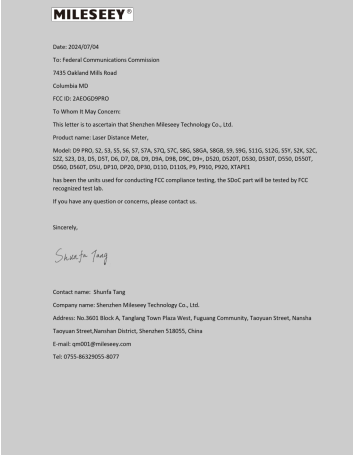 MILESEEY®
Date: 2024/07/04
To: Federal Communications Commission
7435 Oakland Mills Road
Columbia MD
FCC ID: 2AEOGD9PRO
To Whom It May Concern:
This letter is to ascertain that Shenzhen Mileseey Technology Co., Ltd.
Product name: Laser Distance Meter,
Model: D9 PRO, S2, S3, S5, S6, S7, S7A, S7Q, S7C, S8G, S8GA, S8GB, S9, S9G, S11G, S12G, S5Y, S2K, S2C,
S2Z, S23, D3, D5, D5T, D6, D7, D8, D9, D9A, D9B, D9C, D9+, D520, D520T, D530, D530T, D550, D550T,
D560, D560T, D5U, DP10, DP20, DP30, D110, D110S, P9, P910, P920, XTAPE1
has been the units used for conducting FCC compliance testing, the SDoC part will be tested by FCC
recognized test lab.
If you have any question or concerns, please contact us.
Sincerely,
Shunfa Tang
Contact name: Shunfa Tang
Company name: Shenzhen Mileseey Technology Co., Ltd.
Address: No.3601 Block A, Tanglang Town Plaza West, Fuguang Community, Taoyuan Street, Nansha
Taoyuan Street,Nanshan District, Shenzhen 518055, China
E-mail: qm001@mileseey.com
Tel: 0755-86329055-8077